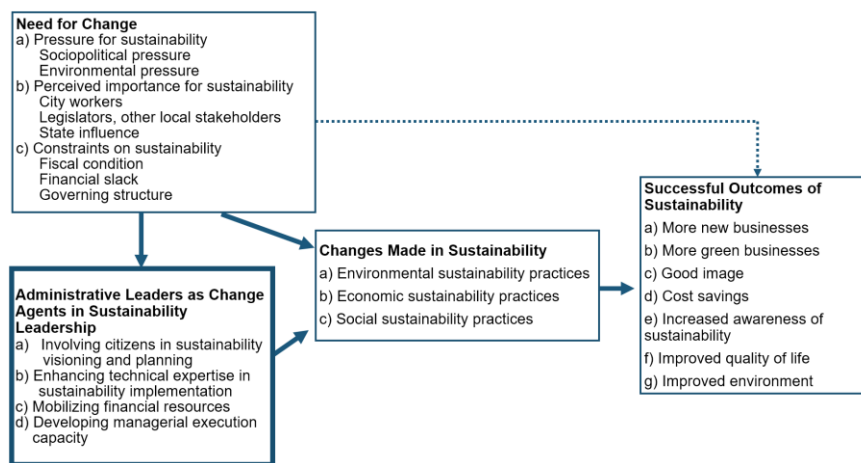 Need for Change
a) Pressure for sustainability
Sociopolitical pressure
Environmental pressure
b) Perceived importance for sustainability
City workers
Legislators, other local stakeholders
State influence
c) Constraints on sustainability
Fiscal condition
Financial slack
Governing structure
Administrative Leaders as Change
Agents in Sustainability
Leadership
a) Involving citizens in sustainability
visioning and planning
b) Enhancing technical expertise in
sustainability implementation
c) Mobilizing financial resources
d) Developing managerial execution
capacity
Changes Made in Sustainability
a) Environmental sustainability practices
b) Economic sustainability practices
c) Social sustainability practices
Successful Outcomes of
Sustainability
a) More new businesses
b) More green businesses
c) Good image
d) Cost savings
e) Increased awareness of
sustainability
f) Improved quality of life
g) Improved environment